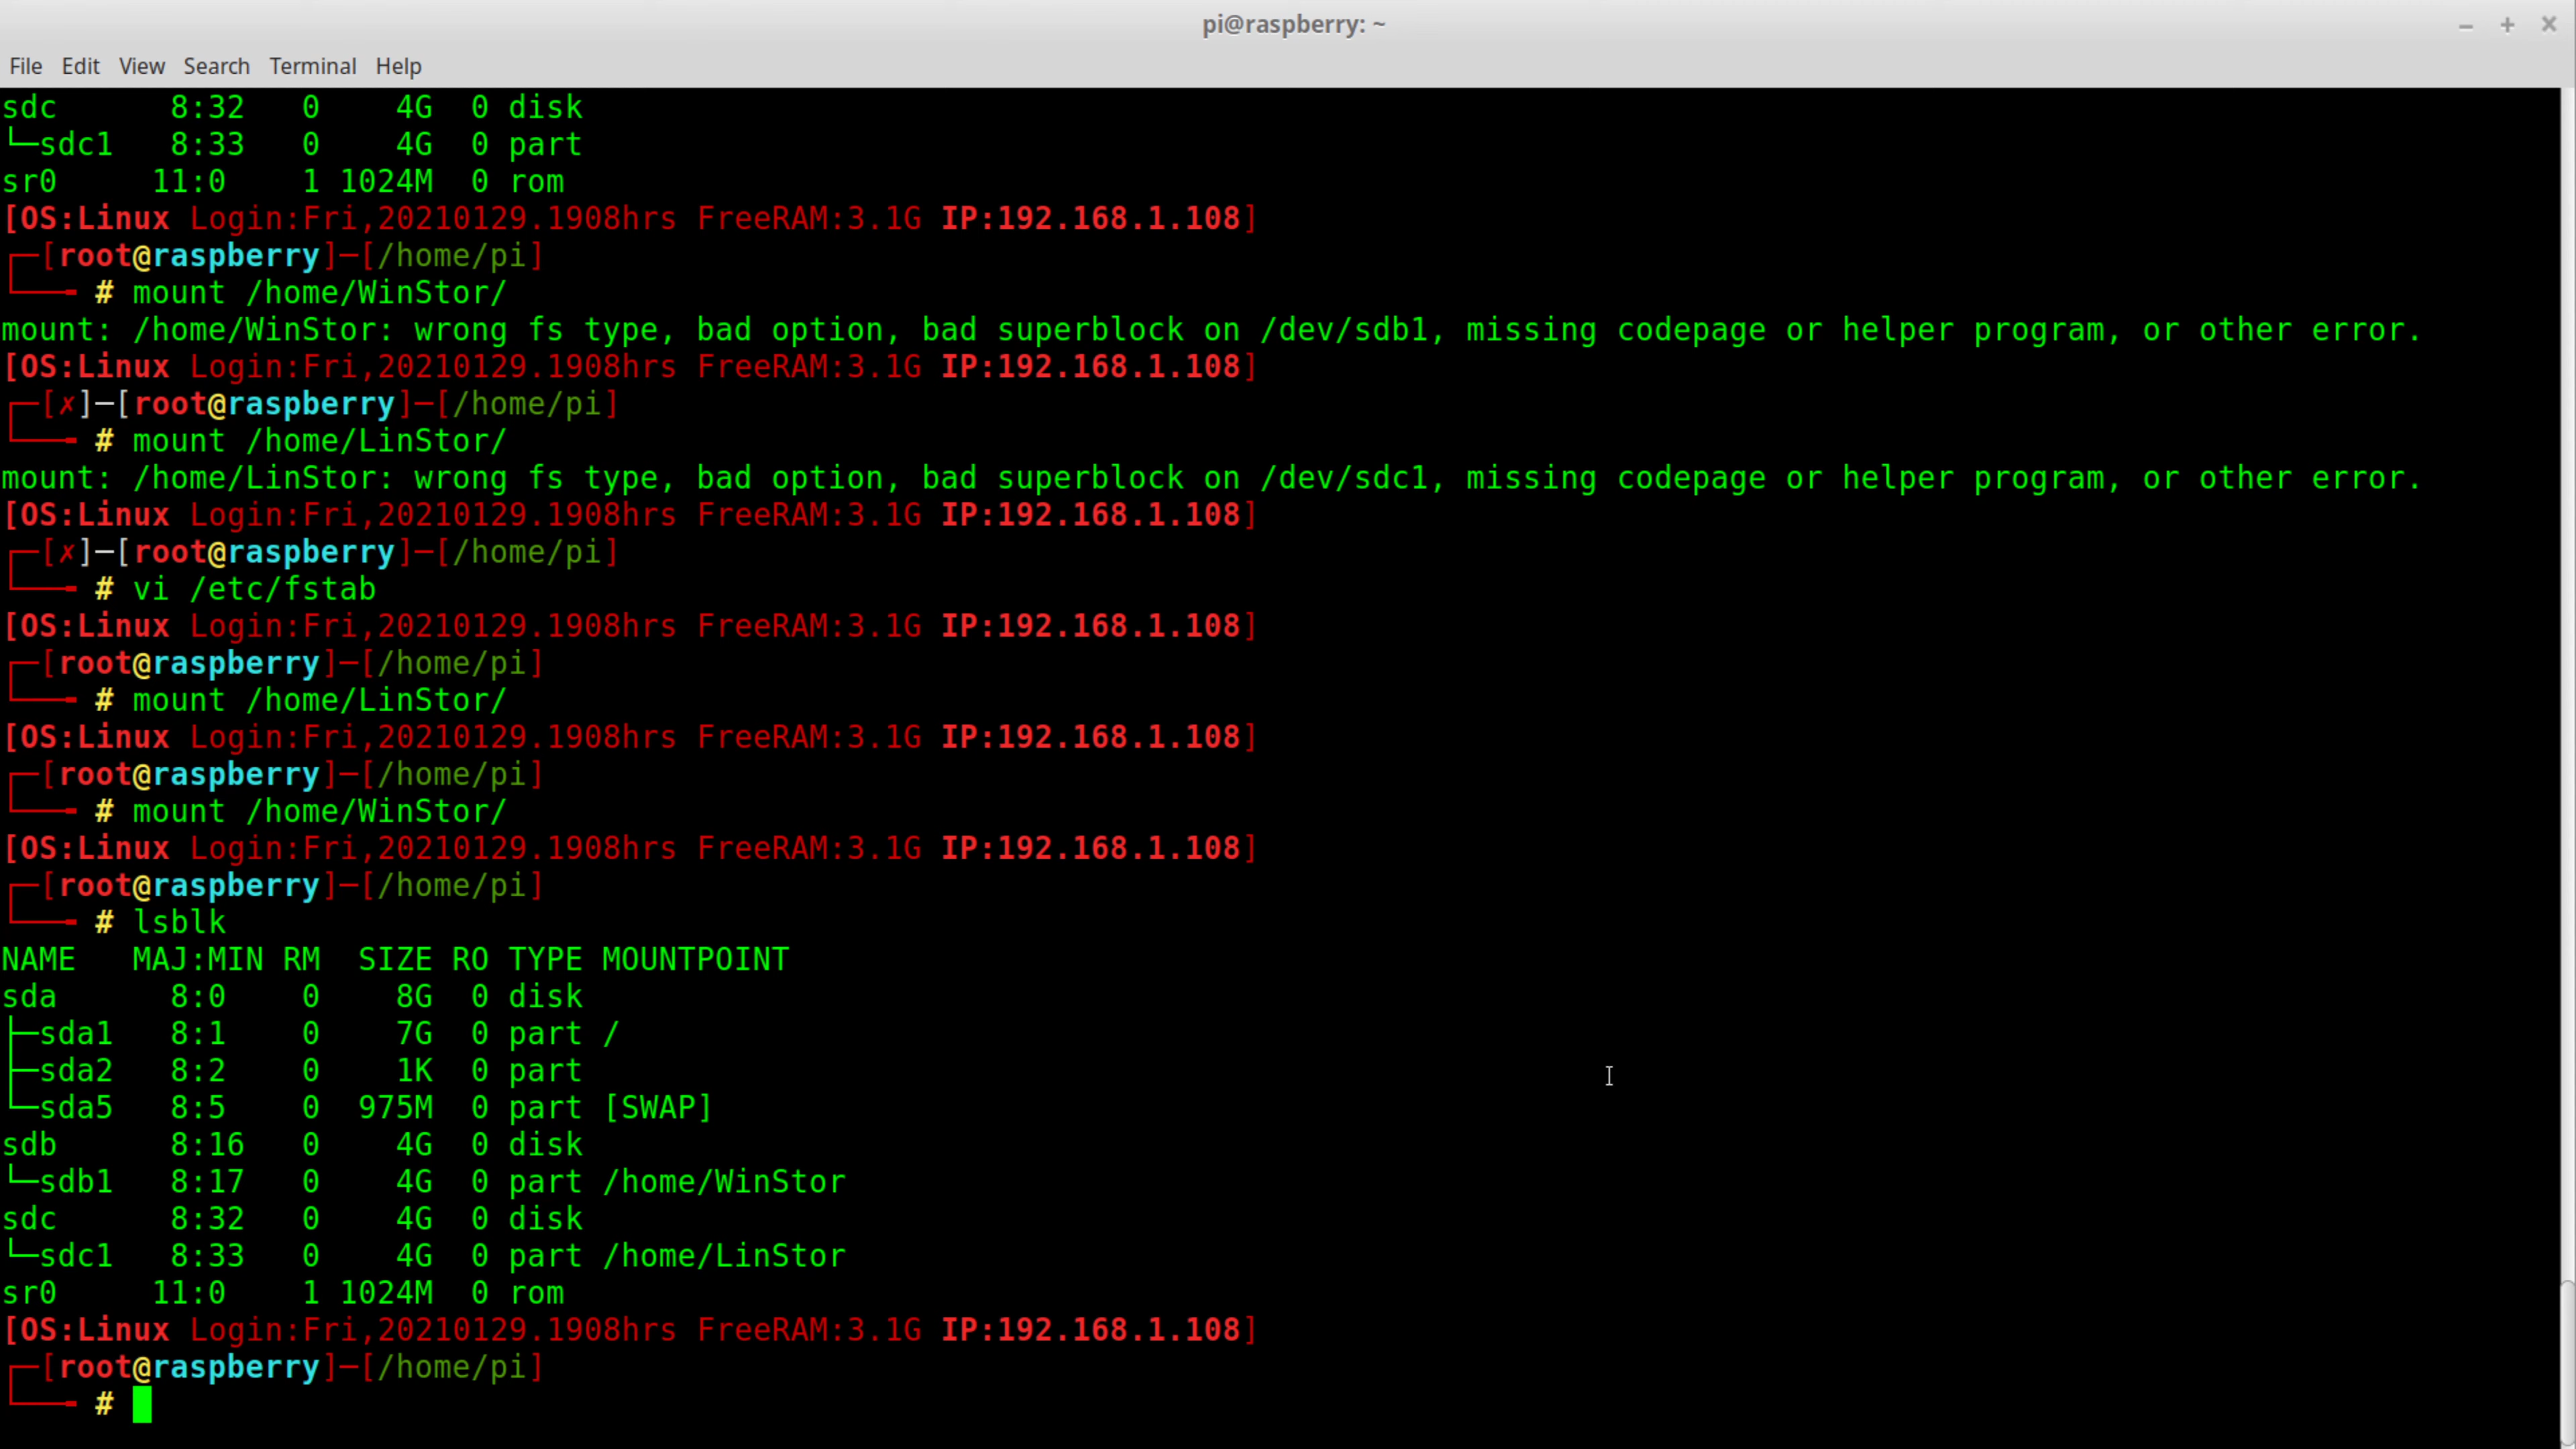 pi@raspberry: ~
File Edit View Search Terminal Help
sdc      8:32   0    4G  0 disk
└─sdc1   8:33   0    4G  0 part
sr0     11:0    1 1024M  0 rom
[OS:Linux Login:Fri,20210129.1908hrs FreeRAM:3.1G IP:192.168.1.108]
┌─[root@raspberry]─[/home/pi]
└──╼ # mount /home/WinStor/
mount: /home/WinStor: wrong fs type, bad option, bad superblock on /dev/sdb1, missing codepage or helper program, or other error.
[OS:Linux Login:Fri,20210129.1908hrs FreeRAM:3.1G IP:192.168.1.108]
┌─[✗]─[root@raspberry]─[/home/pi]
└──╼ # mount /home/LinStor/
mount: /home/LinStor: wrong fs type, bad option, bad superblock on /dev/sdc1, missing codepage or helper program, or other error.
[OS:Linux Login:Fri,20210129.1908hrs FreeRAM:3.1G IP:192.168.1.108]
┌─[✗]─[root@raspberry]─[/home/pi]
└──╼ # vi /etc/fstab
[OS:Linux Login:Fri,20210129.1908hrs FreeRAM:3.1G IP:192.168.1.108]
┌─[root@raspberry]─[/home/pi]
└──╼ # mount /home/LinStor/
[OS:Linux Login:Fri,20210129.1908hrs FreeRAM:3.1G IP:192.168.1.108]
┌─[root@raspberry]─[/home/pi]
└──╼ # mount /home/WinStor/
[OS:Linux Login:Fri,20210129.1908hrs FreeRAM:3.1G IP:192.168.1.108]
┌─[root@raspberry]─[/home/pi]
└──╼ # lsblk
NAME   MAJ:MIN RM  SIZE RO TYPE MOUNTPOINT
sda      8:0    0    8G  0 disk
├─sda1   8:1    0    7G  0 part /
├─sda2   8:2    0    1K  0 part
└─sda5   8:5    0  975M  0 part [SWAP]
sdb      8:16   0    4G  0 disk
└─sdb1   8:17   0    4G  0 part /home/WinStor
sdc      8:32   0    4G  0 disk
└─sdc1   8:33   0    4G  0 part /home/LinStor
sr0     11:0    1 1024M  0 rom
[OS:Linux Login:Fri,20210129.1908hrs FreeRAM:3.1G IP:192.168.1.108]
┌─[root@raspberry]─[/home/pi]
└──╼ #